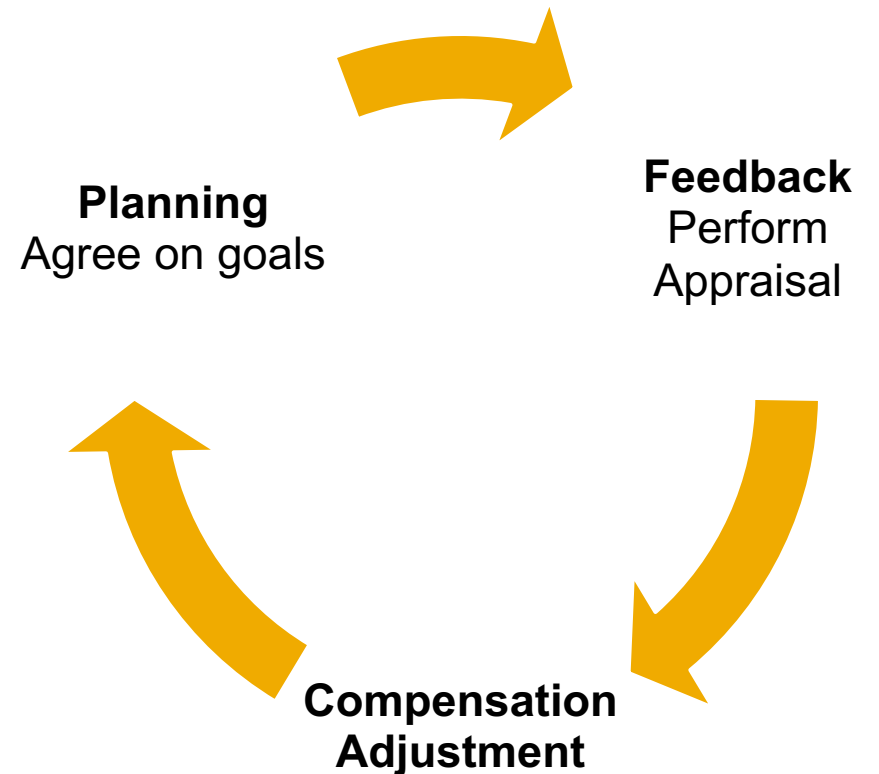 Planning
Agree on goals
Feedback
Perform
Appraisal
Compensation
Adjustment